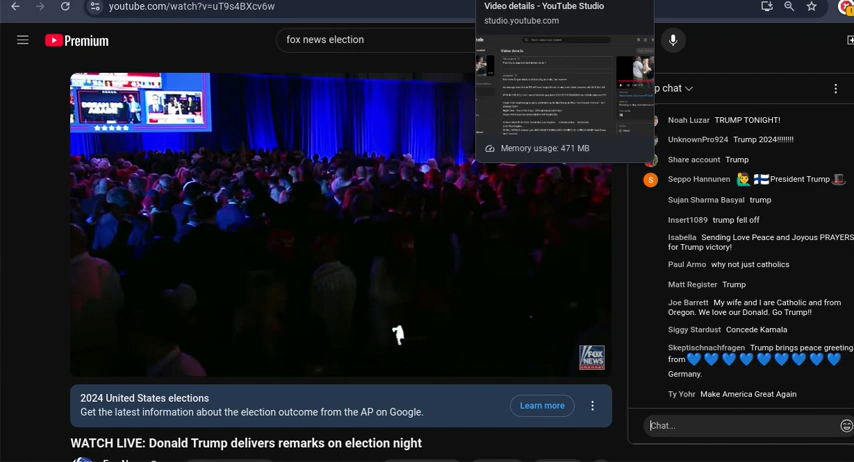 youtube.com/watch?v=uT9s4BXcv6w
Video details - YouTube Studio
studio.youtube.com
Video details
Memory usage: 471 MB
Premium
fox news election
p chat
Noah Luzar TRUMP TONIGHT!
UnknownPro924 Trump 2024!!!!!!!!
Share account Trump
S
Seppo Hannunen 🙋‍♂️🇫🇮President Trump🎩
Sujan Sharma Basyal trump
Insert1089 trump fell off
Isabella Sending Love Peace and Joyous PRAYERS
for Trump victory!
Paul Armo why not just catholics
Matt Register Trump
Joe Barrett My wife and I are Catholic and from
Oregon. We love our Donald. Go Trump!!
Siggy Stardust Concede Kamala
Skeptischnachfragen Trump brings peace greeting
from💙💙💙💙💙💙💙💙💙
Germany.
Ty Yohr Make America Great Again
Chat...
FOX
NEWS
channel
2024 United States elections
Get the latest information about the election outcome from the AP on Google.
Learn more
WATCH LIVE: Donald Trump delivers remarks on election night